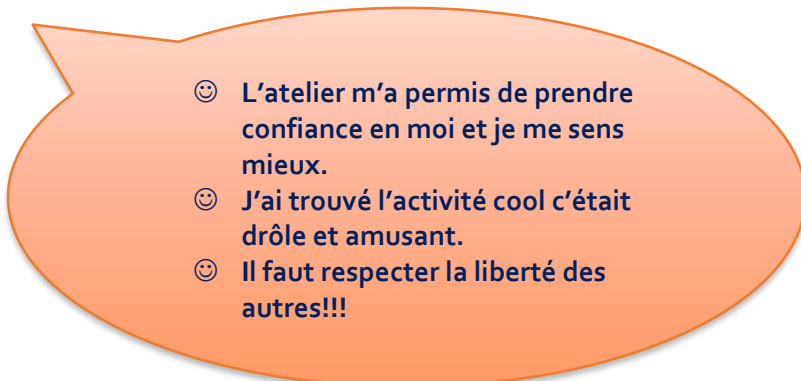 ☺ L'atelier m'a permis de prendre
confiance en moi et je me sens
mieux.
☺ J'ai trouvé l'activité cool c'était
drôle et amusant.
☺ Il faut respecter la liberté des
autres!!!